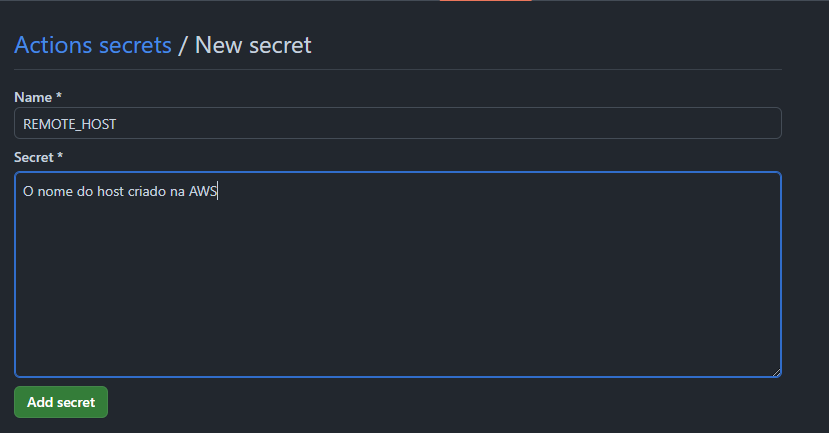 Actions secrets / New secret
Name *
REMOTE_HOST
Secret *
O nome do host criado na AWS
Add secret